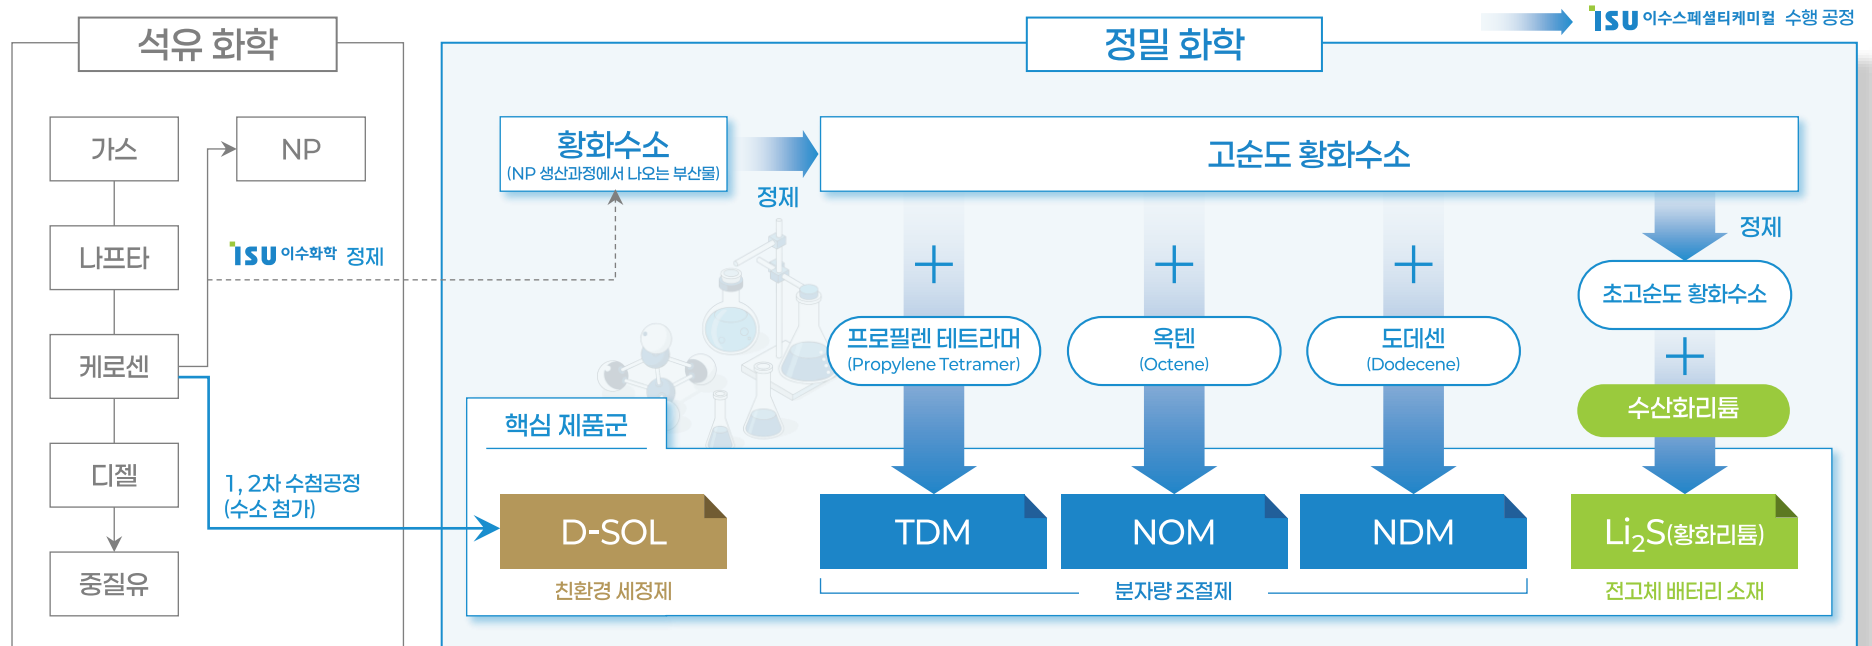 ISU 이수스페셜티케미컬 수행 공정
석유 화학
정밀 화학
가스
NP
나프타
ISU 이수화학 정제
케로센
디젤
중질유
1, 2차 수첨공정
(수소 첨가)
황화수소
(NP 생산과정에서 나오는 부산물)
정제
고순도 황화수소
정제
초고순도 황화수소
프로필렌 테트라머
(Propylene Tetramer)
옥텐
(Octene)
도데센
(Dodecene)
수산화리튬
핵심 제품군
D-SOL
TDM
NOM
NDM
Li₂S(황화리튬)
친환경 세정제
분자량 조절제
전고체 배터리 소재